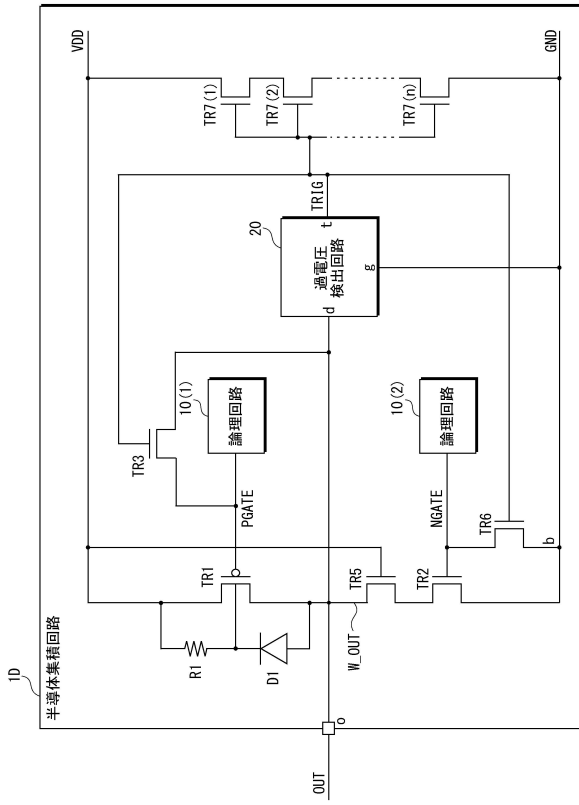 1D
半導体集積回路
VDD
TR7(1)
TR7(2)
TR7(n)
GND
TRIG
20
過電圧
検出回路
d
t
g
TR3
10(1)
論理回路
PGATE
10(2)
論理回路
NGATE
TR6
b
TR1
TR5
TR2
R1
D1
W_OUT
o
OUT